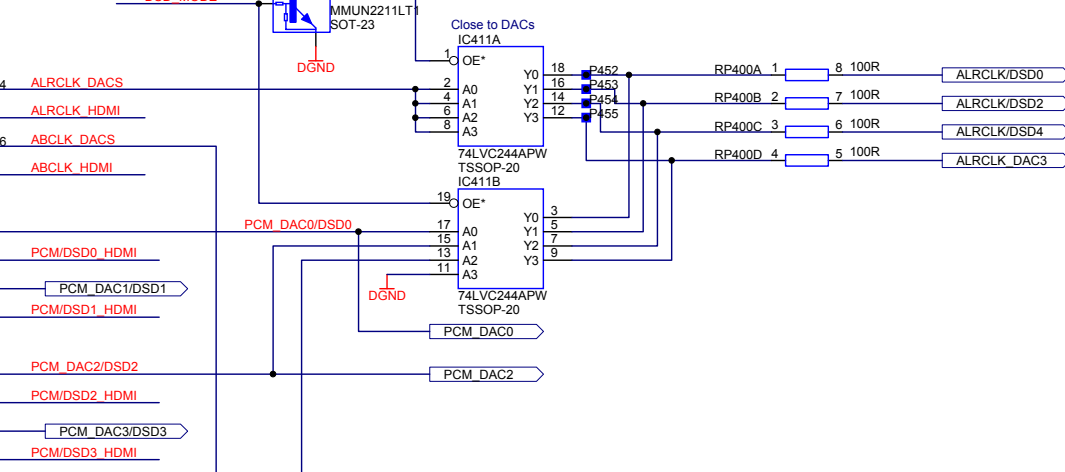 MMUN2211LT1
SOT-23
DGND
Close to DACs
IC411A
1 OE*
2 A0
4 A1
6 A2
8 A3
Y0 18
Y1 16
Y2 14
Y3 12
P452
P453
P454
P455
74LVC244APW
TSSOP-20
RP400A 1 8 100R ALRCLK/DSD0
RP400B 2 7 100R ALRCLK/DSD2
RP400C 3 6 100R ALRCLK/DSD4
RP400D 4 5 100R ALRCLK_DAC3
4 ALRCLK_DACS
ALRCLK_HDMI
6 ABCLK_DACS
ABCLK_HDMI
IC411B
19 OE*
17 A0
15 A1
13 A2
11 A3
Y0 3
Y1 5
Y2 7
Y3 9
74LVC244APW
TSSOP-20
PCM_DAC0/DSD0
DGND
PCM/DSD0_HDMI
PCM_DAC1/DSD1
PCM/DSD1_HDMI
PCM_DAC0
PCM_DAC2/DSD2
PCM_DAC2
PCM/DSD2_HDMI
PCM_DAC3/DSD3
PCM/DSD3_HDMI